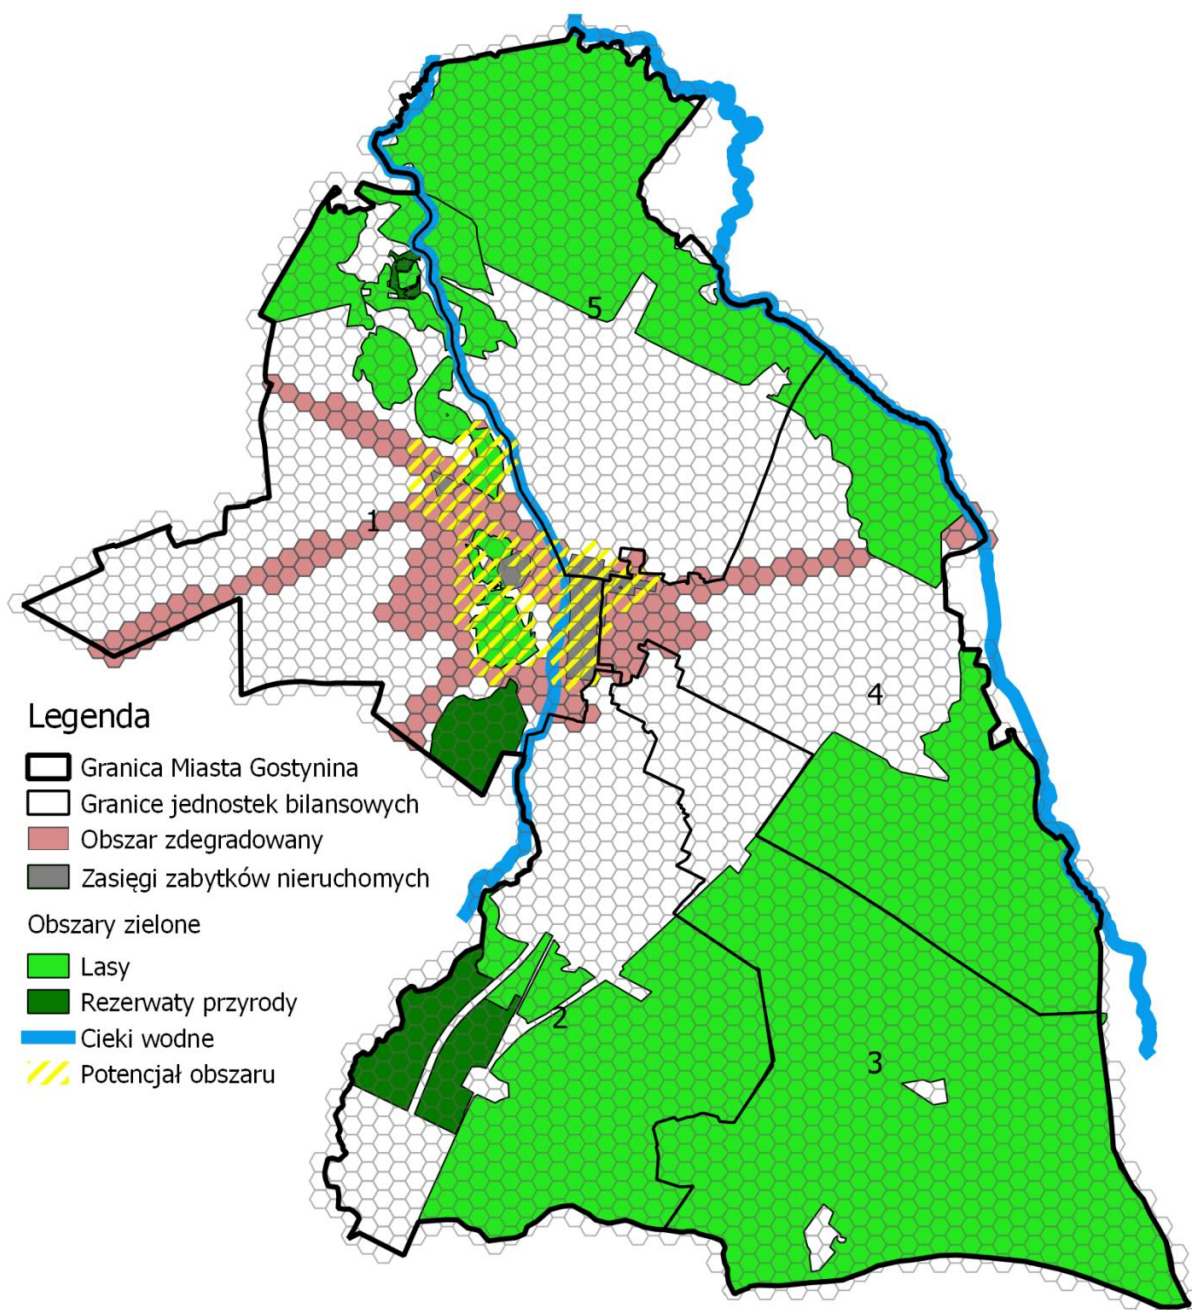 5
1
4
Legenda
Granica Miasta Gostynina
Granice jednostek bilansowych
Obszar zdegradowany
Zasięgi zabytków nieruchomych
Obszary zielone
Lasy
Rezerwaty przyrody
Cieki wodne
Potencjał obszaru
2
3